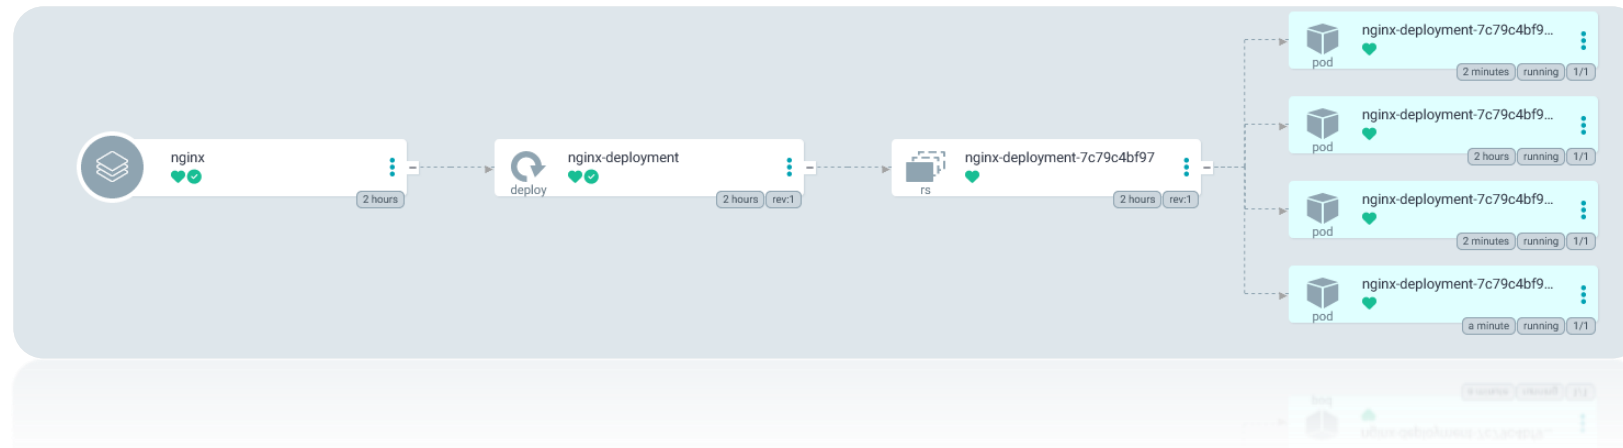 nginx
2 hours
nginx-deployment
deploy
2 hours rev:1
nginx-deployment-7c79c4bf97
rs
2 hours rev:1
nginx-deployment-7c79c4bf9...
pod
2 minutes running 1/1
nginx-deployment-7c79c4bf9...
pod
2 hours running 1/1
nginx-deployment-7c79c4bf9...
pod
2 minutes running 1/1
nginx-deployment-7c79c4bf9...
pod
a minute running 1/1